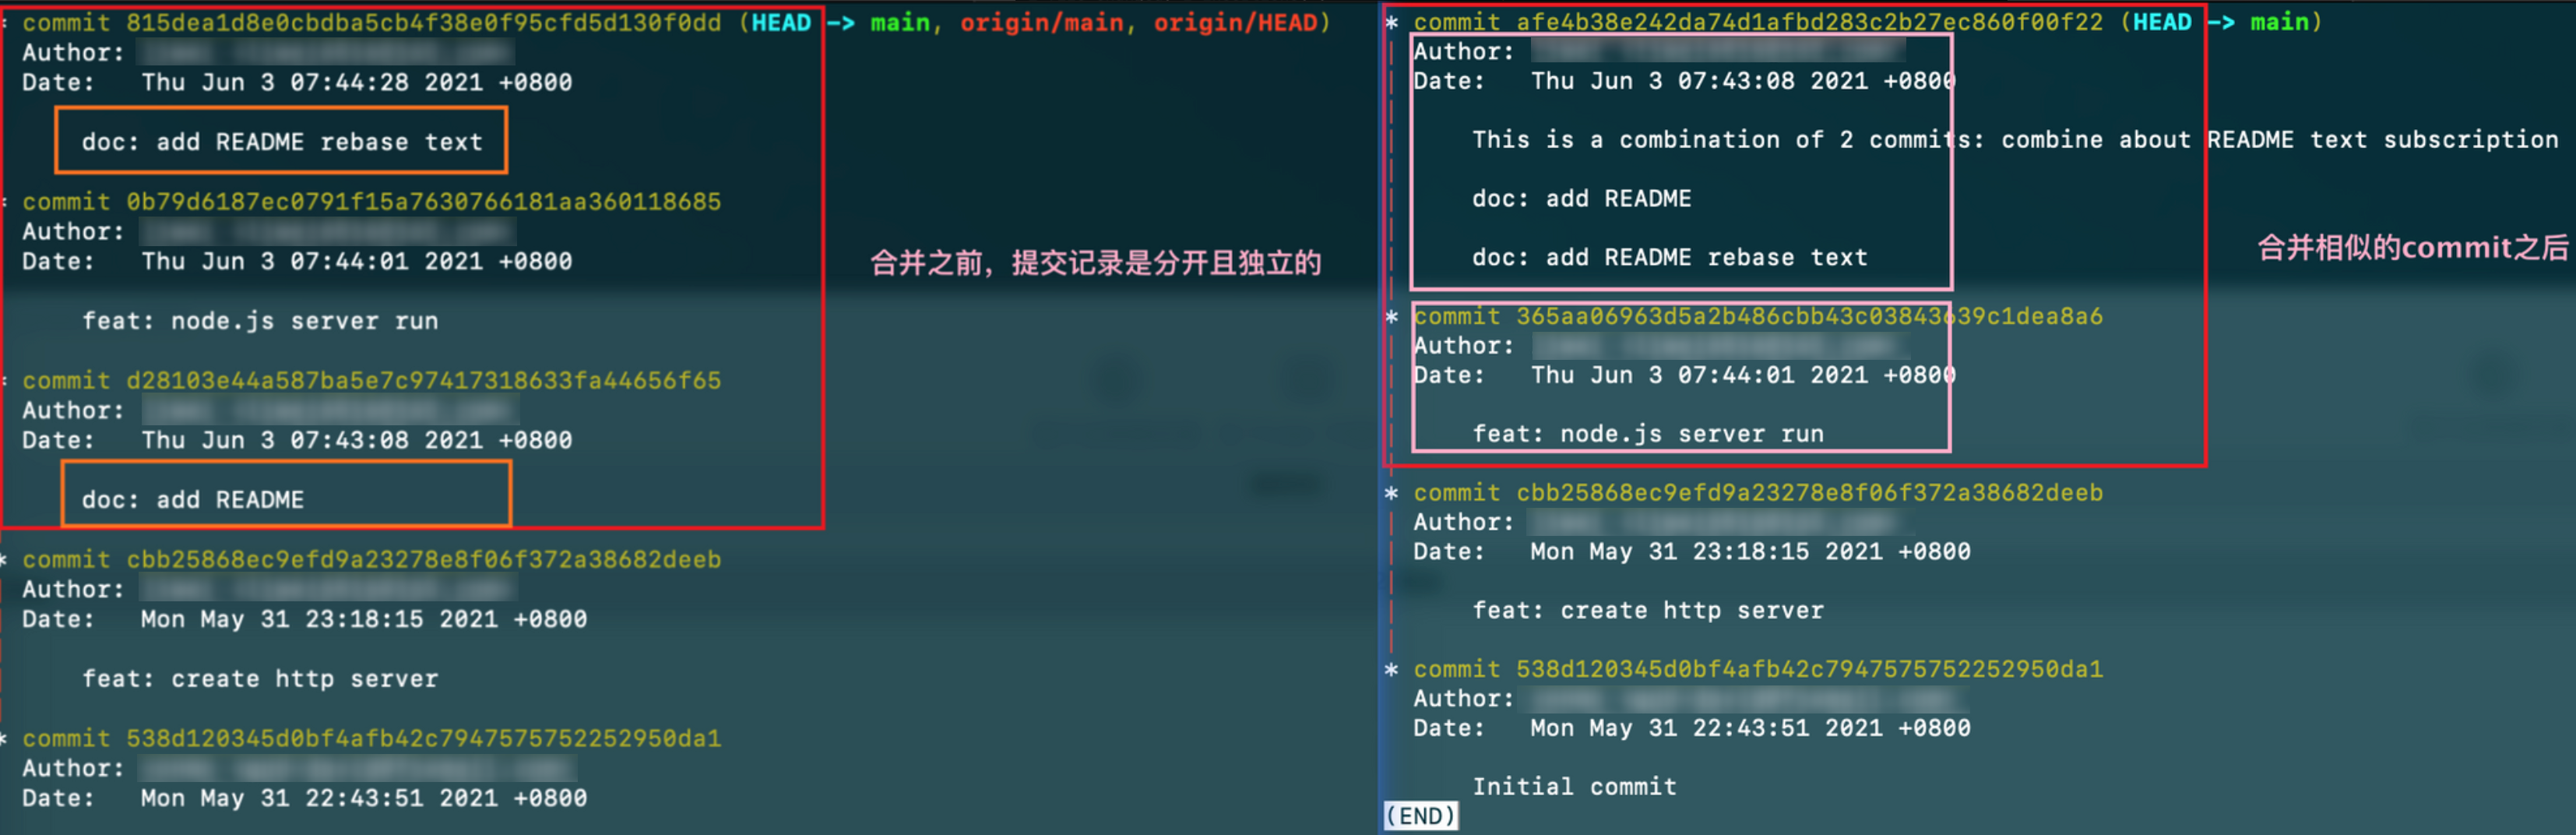 * commit 815dea1d8e0cbdba5cb4f38e0f95cfd5d130f0dd (HEAD -> main, origin/main, origin/HEAD)
Author:
Date:   Thu Jun 3 07:44:28 2021 +0800
doc: add README rebase text
* commit 0b79d6187ec0791f15a7630766181aa360118685
Author:
Date:   Thu Jun 3 07:44:01 2021 +0800
feat: node.js server run
* commit d28103e44a587ba5e7c97417318633fa44656f65
Author:
Date:   Thu Jun 3 07:43:08 2021 +0800
doc: add README
* commit cbb25868ec9efd9a23278e8f06f372a38682deeb
Author:
Date:   Mon May 31 23:18:15 2021 +0800
feat: create http server
* commit 538d120345d0bf4afb42c7947575752252950da1
Author:
Date:   Mon May 31 22:43:51 2021 +0800
合并之前，提交记录是分开且独立的
* commit afe4b38e242da74d1afbd283c2b27ec860f00f22 (HEAD -> main)
Author:
Date:   Thu Jun 3 07:43:08 2021 +0800
This is a combination of 2 commits: combine about README text subscription
doc: add README
doc: add README rebase text
* commit 365aa06963d5a2b486cbb43c03843639c1dea8a6
Author:
Date:   Thu Jun 3 07:44:01 2021 +0800
feat: node.js server run
* commit cbb25868ec9efd9a23278e8f06f372a38682deeb
Author:
Date:   Mon May 31 23:18:15 2021 +0800
feat: create http server
* commit 538d120345d0bf4afb42c7947575752252950da1
Author:
Date:   Mon May 31 22:43:51 2021 +0800
Initial commit
(END)
合并相似的commit之后